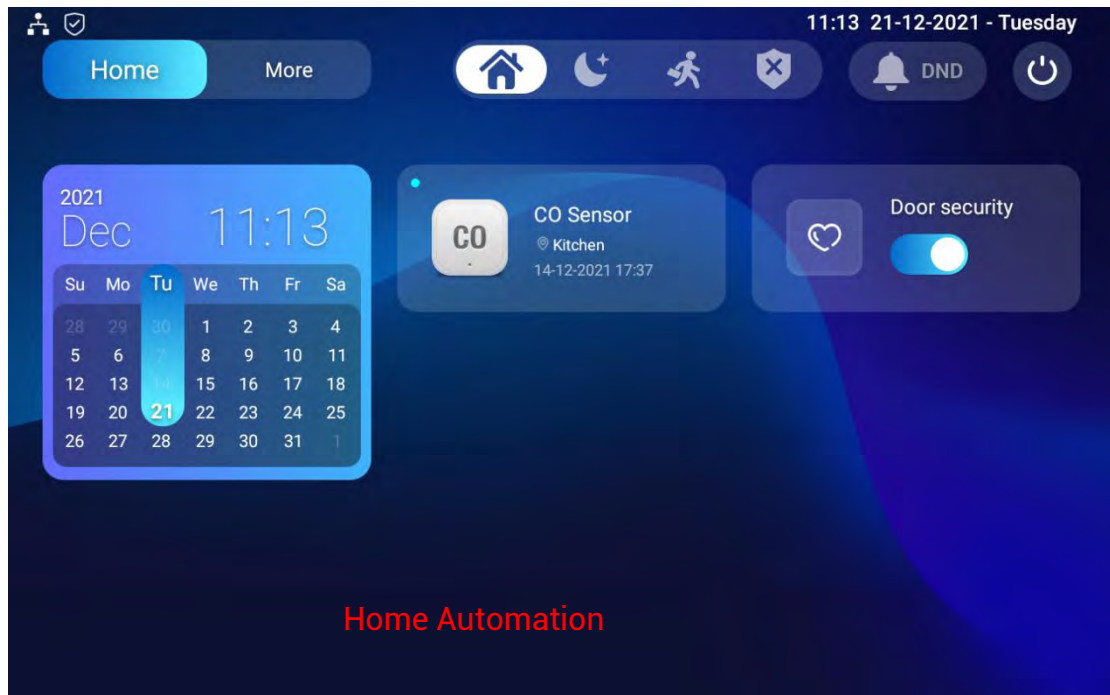 11:13 21-12-2021 - Tuesday
Home More
DND
2021
Dec 11:13
Su Mo Tu We Th Fr Sa
28 29 30 1 2 3 4
5 6 7 8 9 10 11
12 13 14 15 16 17 18
19 20 21 22 23 24 25
26 27 28 29 30 31 1
CO
CO Sensor
Kitchen
14-12-2021 17:37
Door security
Home Automation